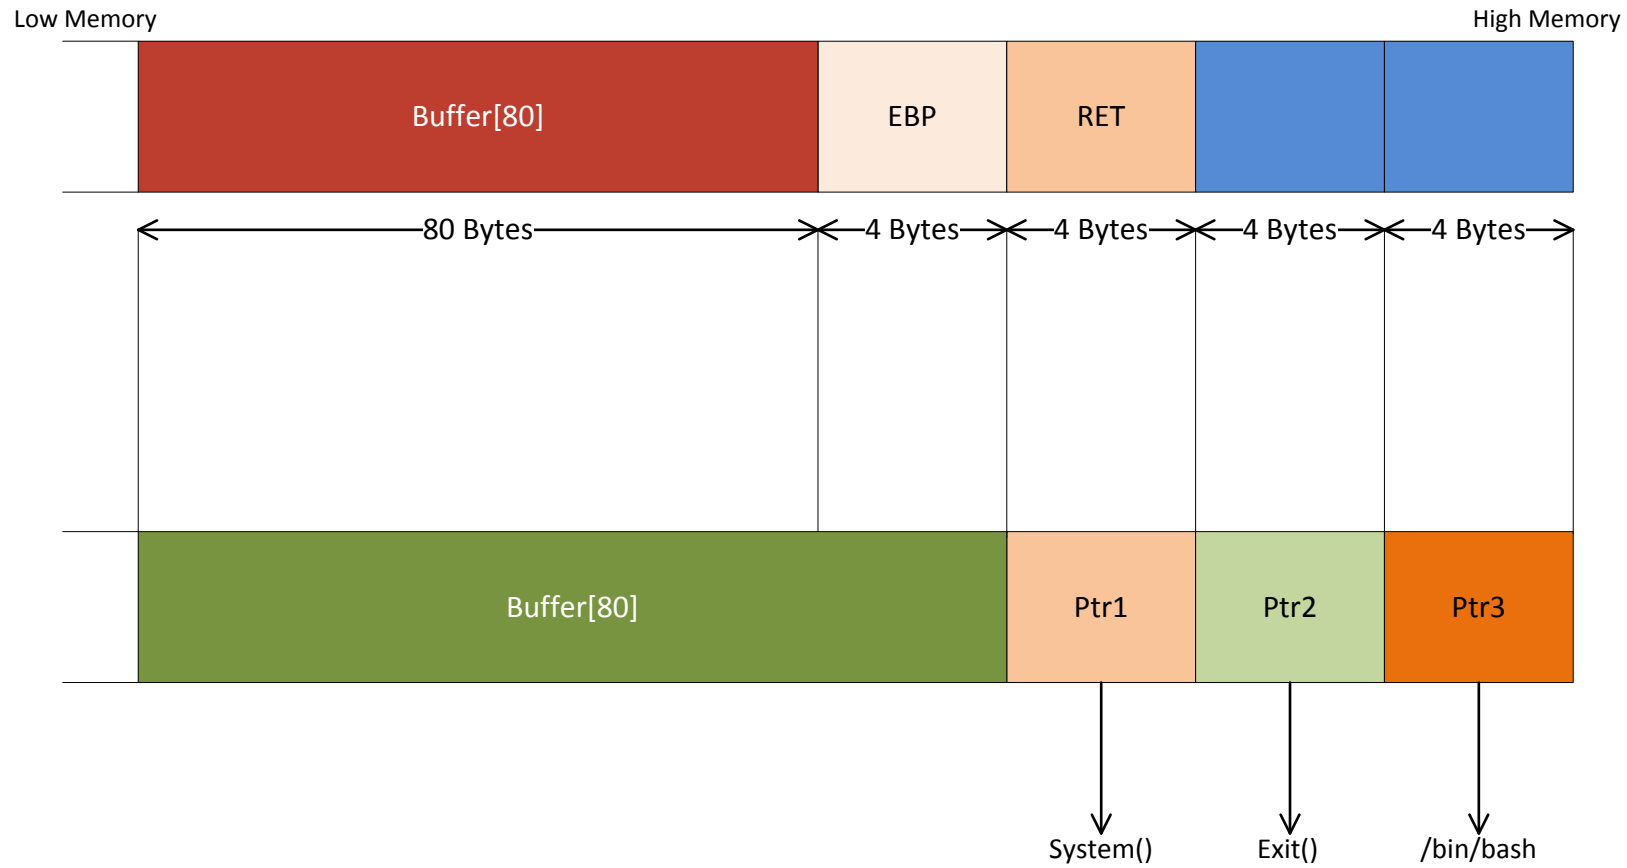 Low Memory
High Memory
Buffer[80]
EBP
RET
80 Bytes
4 Bytes
4 Bytes
4 Bytes
4 Bytes
Buffer[80]
Ptr1
Ptr2
Ptr3
System()
Exit()
/bin/bash